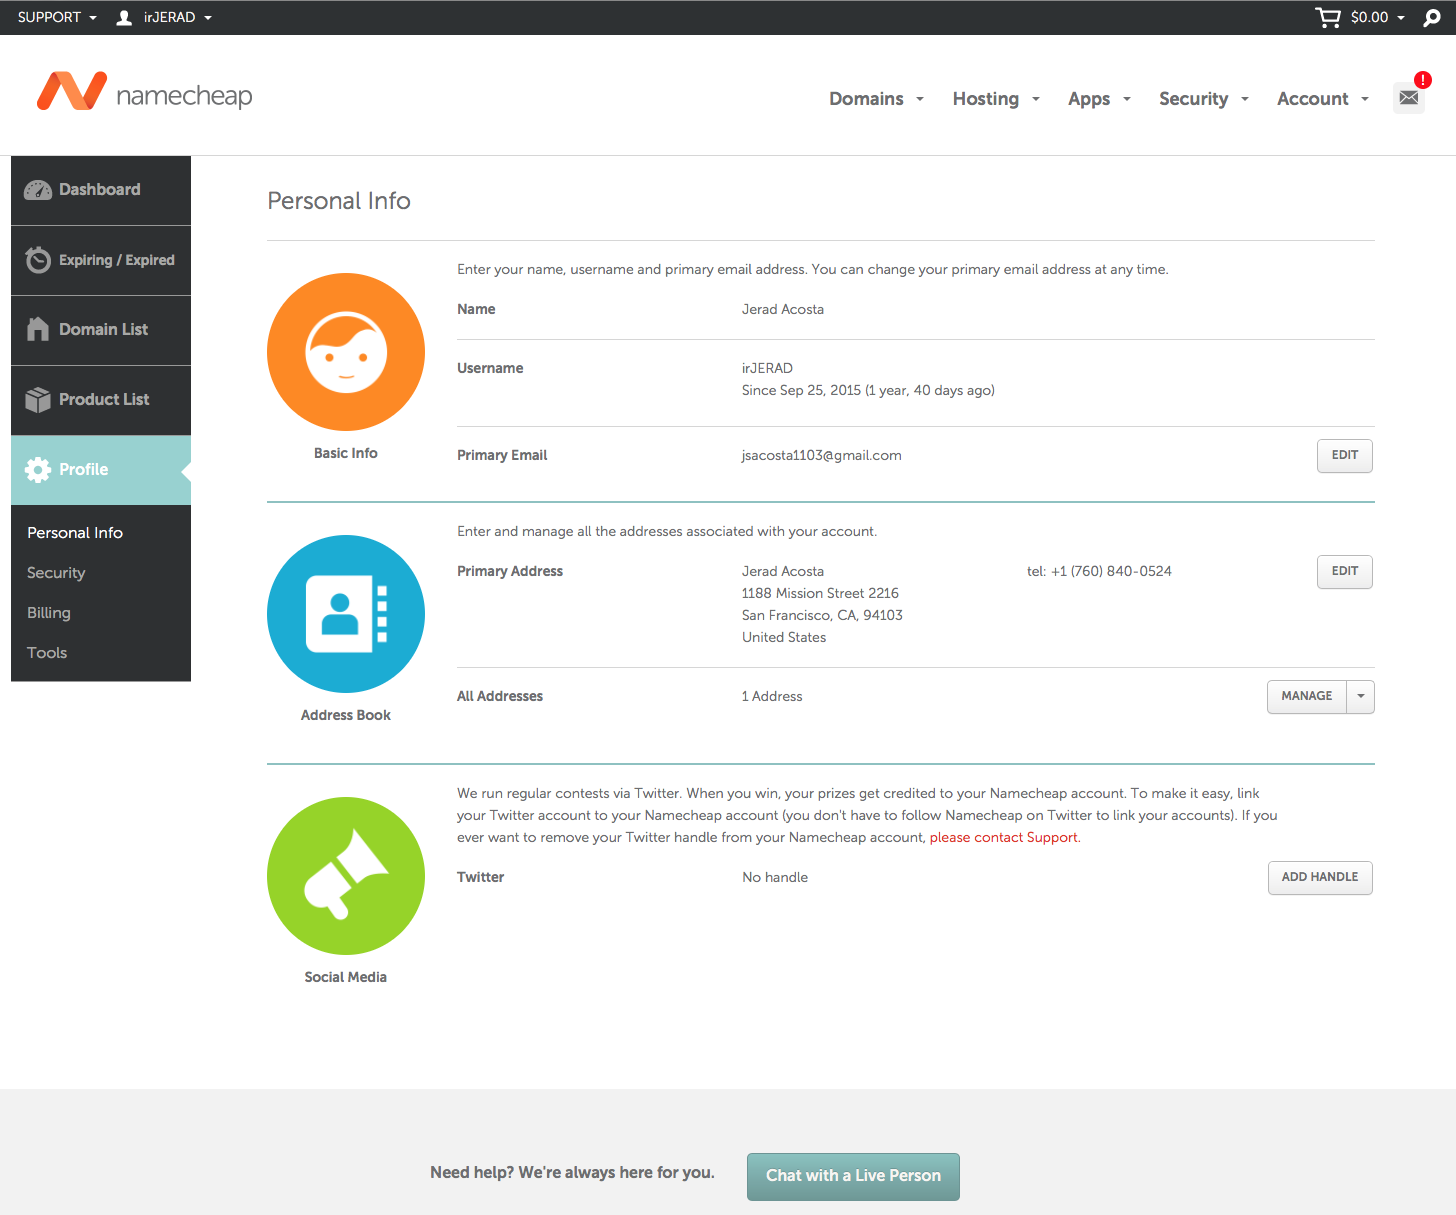 SUPPORT
irJERAD
$0.00
namecheap
Domains
Hosting
Apps
Security
Account
!
Dashboard
Expiring / Expired
Domain List
Product List
Profile
Personal Info
Security
Billing
Tools
Personal Info
Basic Info
Enter your name, username and primary email address. You can change your primary email address at any time.
Name
Jerad Acosta
Username
irJERAD
Since Sep 25, 2015 (1 year, 40 days ago)
Primary Email
jsacosta1103@gmail.com
EDIT
Address Book
Enter and manage all the addresses associated with your account.
Primary Address
Jerad Acosta
1188 Mission Street 2216
San Francisco, CA, 94103
United States
tel: +1 (760) 840-0524
EDIT
All Addresses
1 Address
MANAGE
Social Media
We run regular contests via Twitter. When you win, your prizes get credited to your Namecheap account. To make it easy, link
your Twitter account to your Namecheap account (you don't have to follow Namecheap on Twitter to link your accounts). If you
ever want to remove your Twitter handle from your Namecheap account, please contact Support.
Twitter
No handle
ADD HANDLE
Need help? We're always here for you.
Chat with a Live Person